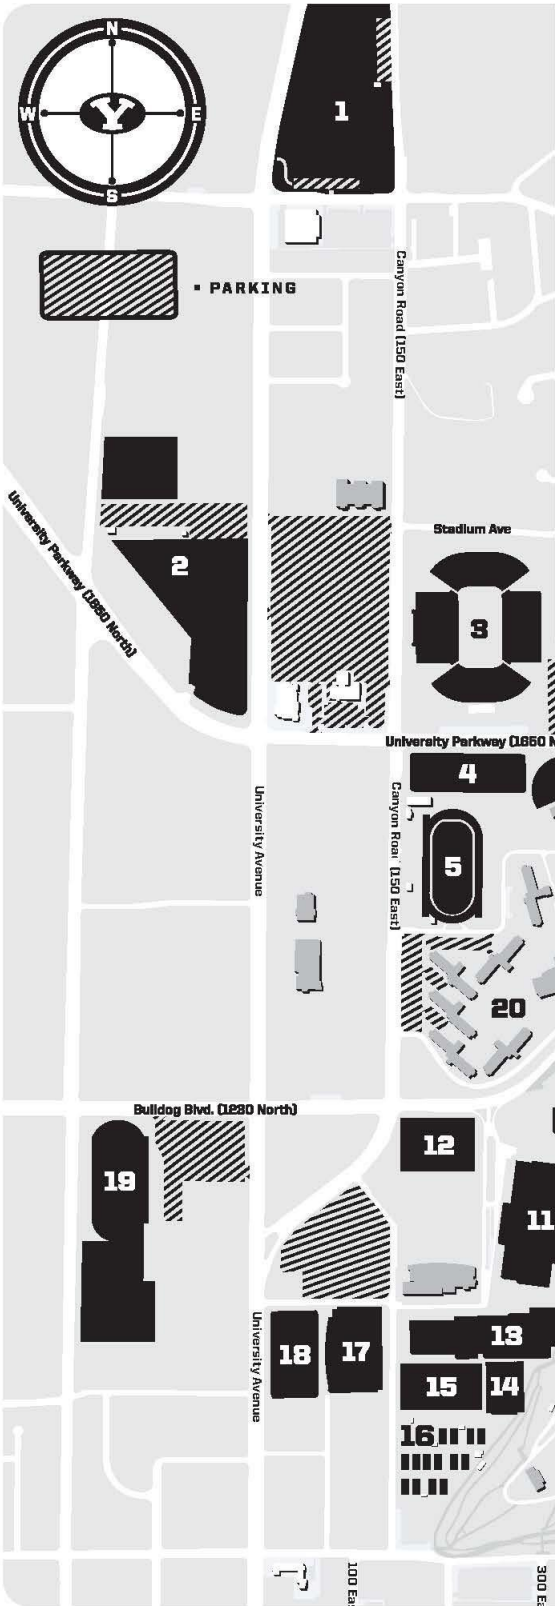 N
W Y E
S
1
PARKING
Canyon Road (150 East)
University Parkway (1650 North)
Stadium Ave
2
3
University Parkway (1650 N
4
University Avenue
Canyon Road (150 East)
5
20
Bulldog Blvd. (1230 North)
12
19
11
University Avenue
18
17
13
15
14
16
100 Eas
300 Ea